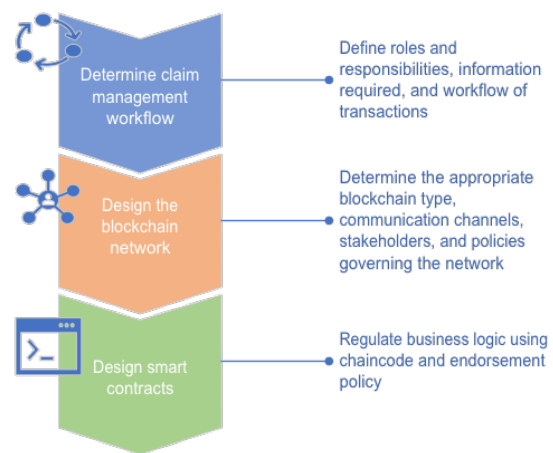 Determine claim
management
workflow
Define roles and
responsibilities, information
required, and workflow of
transactions
Design the
blockchain
network
Determine the appropriate
blockchain type,
communication channels,
stakeholders, and policies
governing the network
>_
Design smart
contracts
Regulate business logic using
chaincode and endorsement
policy